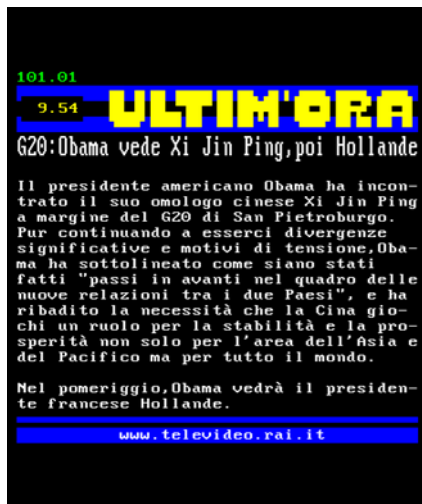 101.01
9.54 ULTIM'ORA
G20:Obama vede Xi Jin Ping,poi Hollande
Il presidente americano Obama ha incon-
trato il suo omologo cinese Xi Jin Ping
a margine del G20 di San Pietroburgo.
Pur continuando a esserci divergenze
significative e motivi di tensione,Oba-
ma ha sottolineato come siano stati
fatti "passi in avanti nel quadro delle
nuove relazioni tra i due Paesi", e ha
ribadito la necessità che la Cina gio-
chi un ruolo per la stabilità e la pro-
sperità non solo per l'area dell'Asia e
del Pacifico ma per tutto il mondo.
Nel pomeriggio,Obama vedrà il presiden-
te francese Hollande.
www.televideo.rai.it